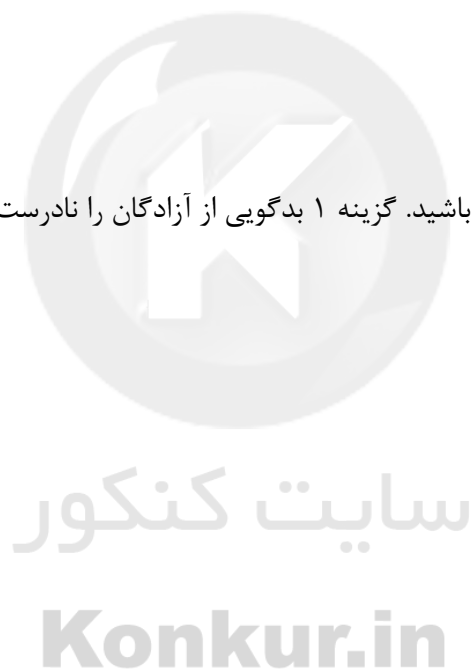 باشید. گزینه ۱ بدگویی از آزادگان را نادرست
سایت کنکور
Konkur.in